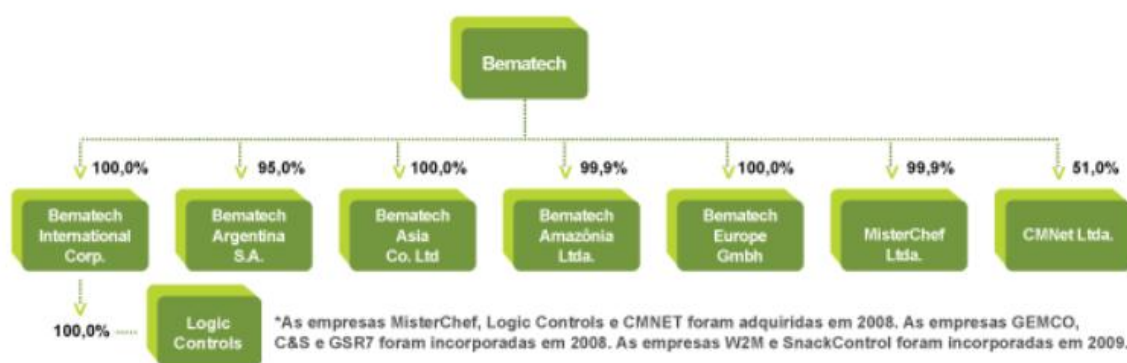 Bematech
100,0%
95,0%
100,0%
99,9%
100,0%
99,9%
51,0%
Bematech
International
Corp.
Bematech
Argentina
S.A.
Bematech
Asia
Co. Ltd
Bematech
Amazônia
Ltda.
Bematech
Europe
Gmbh
MisterChef
Ltda.
CMNet Ltda.
100,0%
Logic
Controls
*As empresas MisterChef, Logic Controls e CMNET foram adquiridas em 2008. As empresas GEMCO,
C&S e GSR7 foram incorporadas em 2008. As empresas W2M e SnackControl foram incorporadas em 2009.